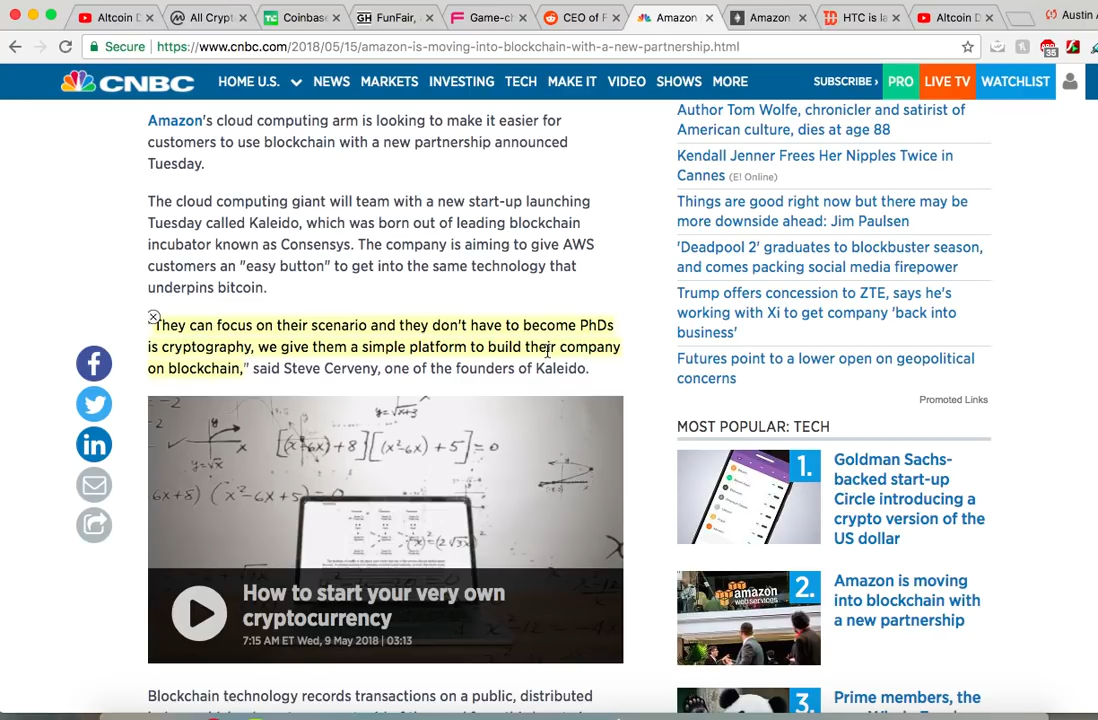 Altcoin D
All Crypt
Coinbas
FunFair,
Game-ch
CEO of F
Amazon
Amazon
HTC is la
Altcoin D
Austin
Secure
https://www.cnbc.com/2018/05/15/amazon-is-moving-into-blockchain-with-a-new-partnership.html
35
CNBC
HOME U.S.
NEWS
MARKETS
INVESTING
TECH
MAKE IT
VIDEO
SHOWS
MORE
SUBSCRIBE ›
PRO
LIVE TV
WATCHLIST
Amazon's cloud computing arm is looking to make it easier for
customers to use blockchain with a new partnership announced
Tuesday.
The cloud computing giant will team with a new start-up launching
Tuesday called Kaleido, which was born out of leading blockchain
incubator known as Consensys. The company is aiming to give AWS
customers an "easy button" to get into the same technology that
underpins bitcoin.
"They can focus on their scenario and they don't have to become PhDs
is cryptography, we give them a simple platform to build their company
on blockchain," said Steve Cerveny, one of the founders of Kaleido.
How to start your very own
cryptocurrency
7:15 AM ET Wed, 9 May 2018 | 03:13
Blockchain technology records transactions on a public, distributed
Author Tom Wolfe, chronicler and satirist of
American culture, dies at age 88
Kendall Jenner Frees Her Nipples Twice in
Cannes (E! Online)
Things are good right now but there may be
more downside ahead: Jim Paulsen
'Deadpool 2' graduates to blockbuster season,
and comes packing social media firepower
Trump offers concession to ZTE, says he's
working with Xi to get company 'back into
business'
Futures point to a lower open on geopolitical
concerns
Promoted Links
MOST POPULAR: TECH
1.
Goldman Sachs-
backed start-up
Circle introducing a
crypto version of the
US dollar
2.
amazon
web services
Amazon is moving
into blockchain with
a new partnership
3.
Prime members, the